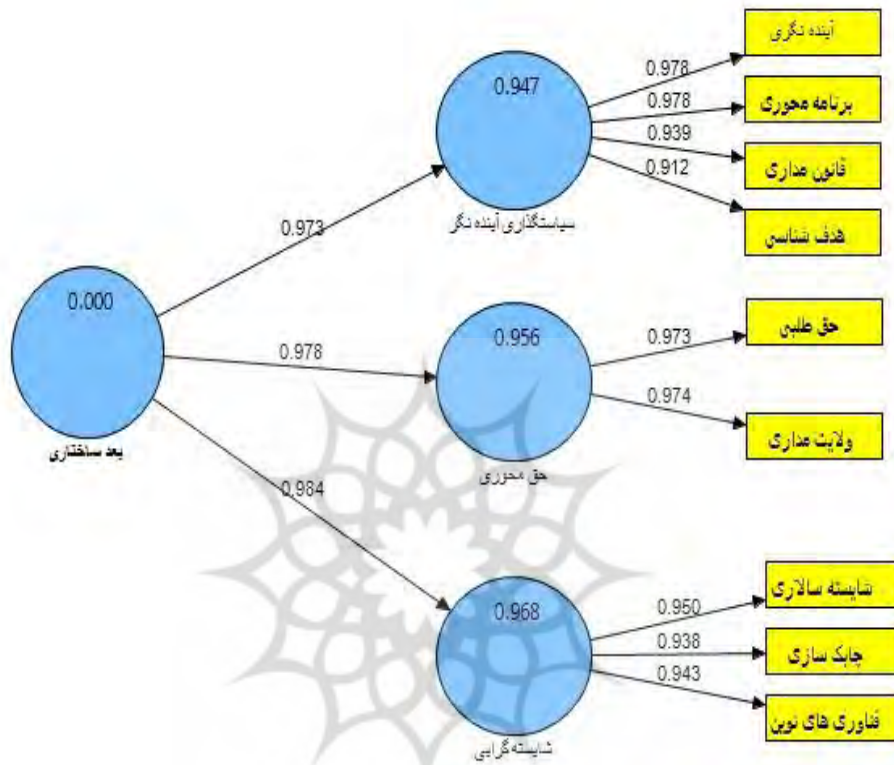 0.947
سیاستگذاری آینده نگر
0.978
آینده نگری
0.978
برنامه محوری
0.939
قانون مداری
0.912
هدف شناسی
0.973
0.000
بعد ساختاری
0.978
0.956
حق محوری
0.973
حق طلبی
0.974
ولایت مداری
0.984
0.968
شایسته گرایی
0.950
شایسته سالاری
0.938
چابک سازی
0.943
فناوری های نوین